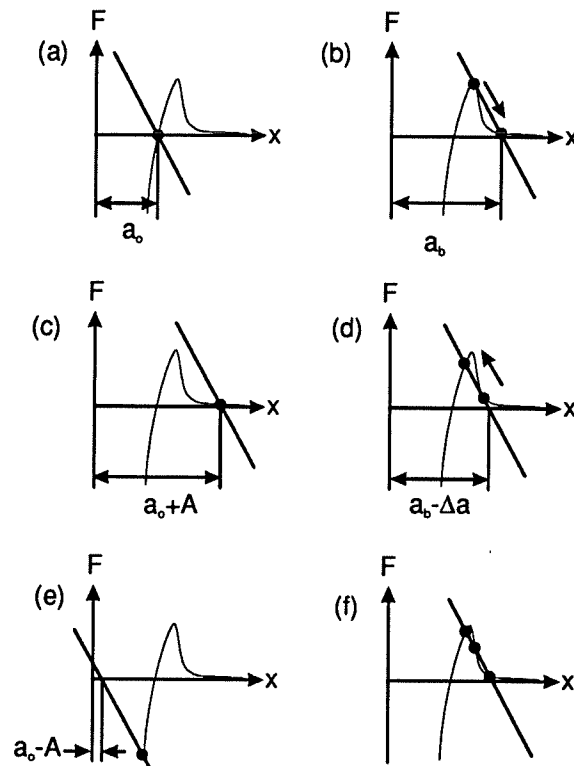 (a) F x
a₀
(b) F x
a_b
(c) F x
a₀+A
(d) F x
a_b-Δa
(e) F x
a₀-A
(f) F x